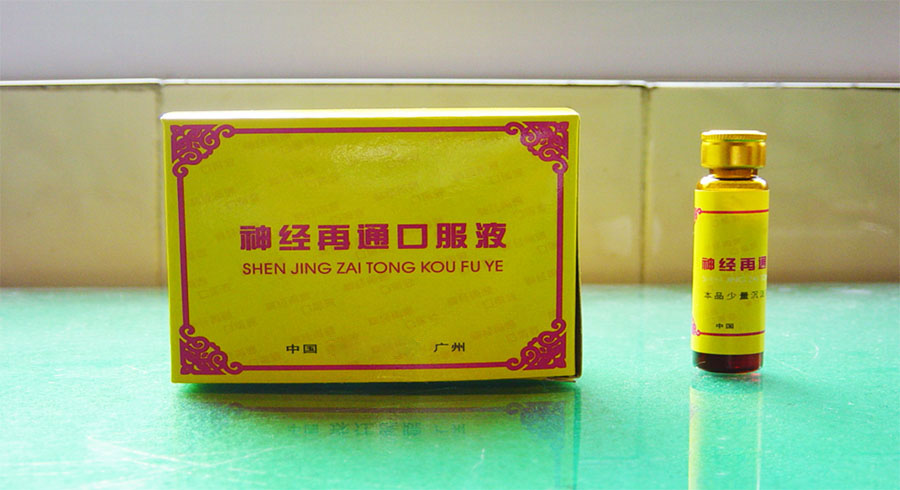 神经再通口服液
SHEN JING ZAI TONG KOU FU YE
中国 广州
神经再通
本品少量沉
中国